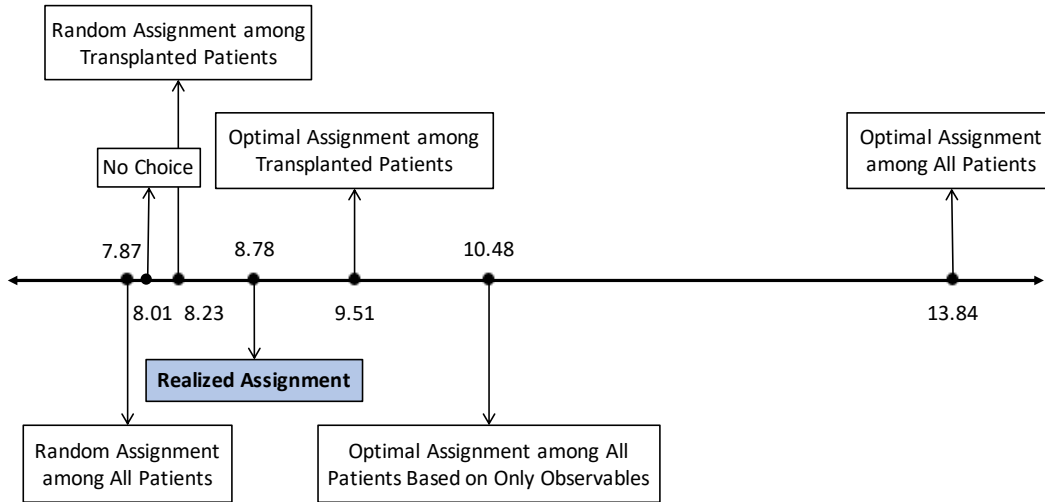 Random Assignment among
Transplanted Patients
Optimal Assignment among
Transplanted Patients
Optimal Assignment
among All Patients
No Choice
7.87
8.78
10.48
8.01
8.23
9.51
13.84
Realized Assignment
Random Assignment
among All Patients
Optimal Assignment among All
Patients Based on Only Observables